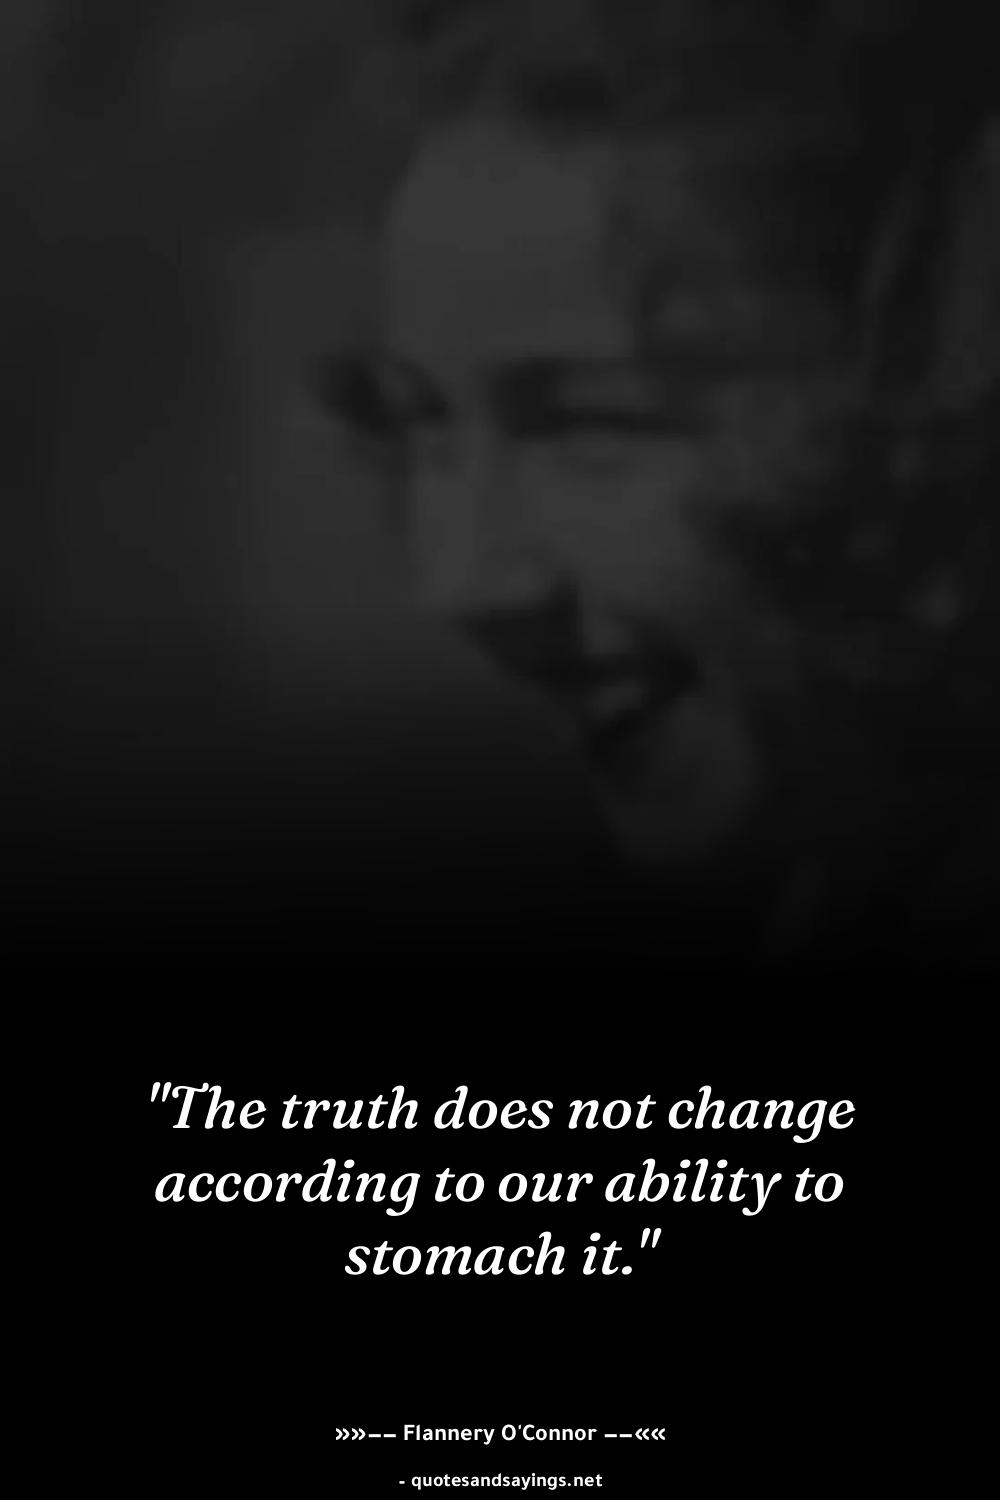 "The truth does not change
according to our ability to
stomach it."
»»–– Flannery O'Connor ––««
- quotesandsayings.net